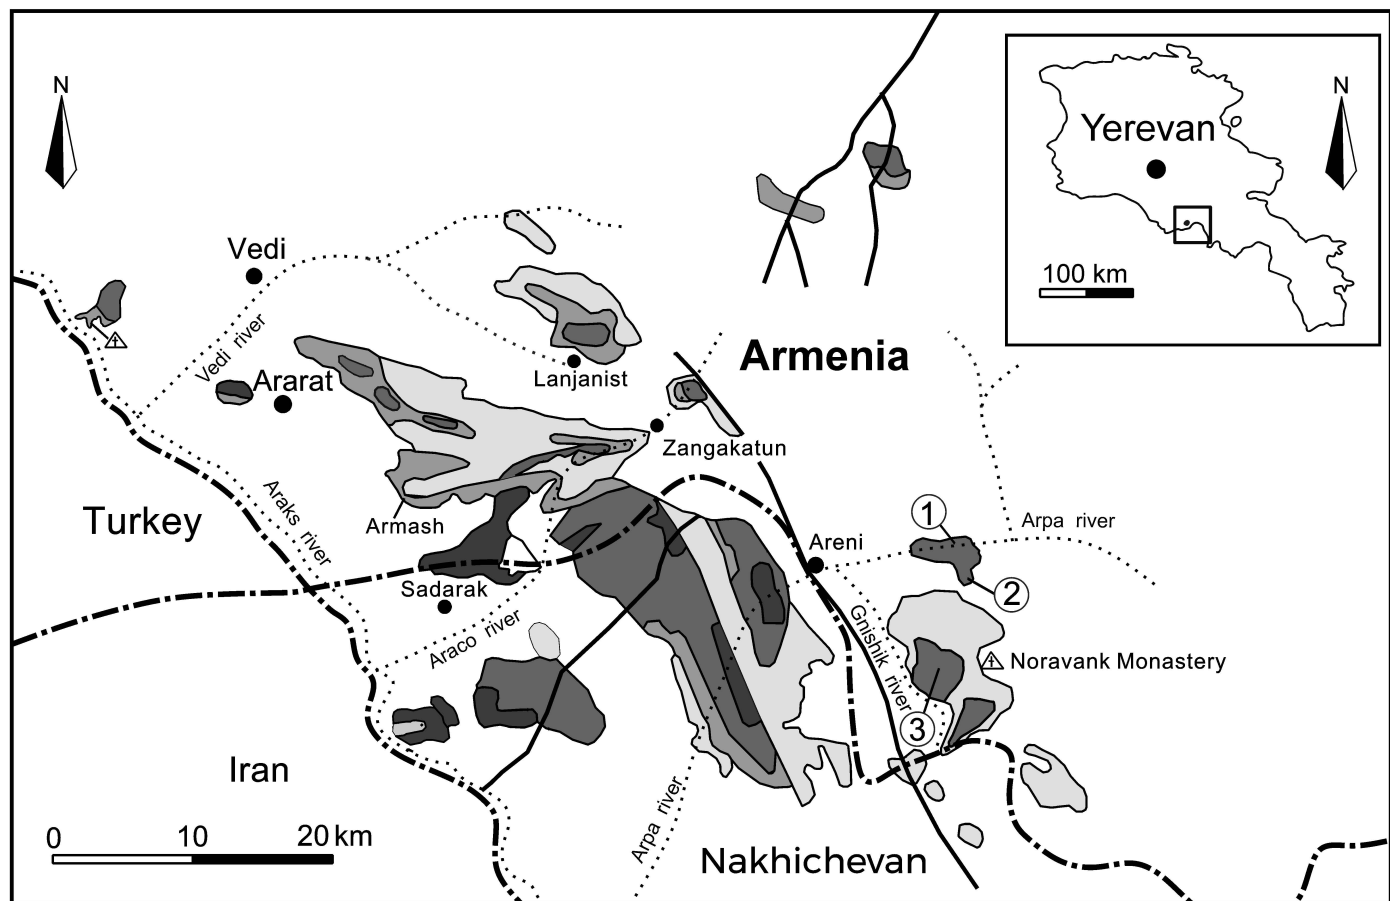 N
N
Yerevan
100 km
Vedi
Vedi river
Ararat
Lanjanist
Armenia
Zangakatun
Turkey
Araks river
Armash
1
Arpa river
Areni
Sadarak
2
Araco river
Gnishik river
Noravank Monastery
3
Iran
Arpa river
0 10 20 km
Nakhichevan